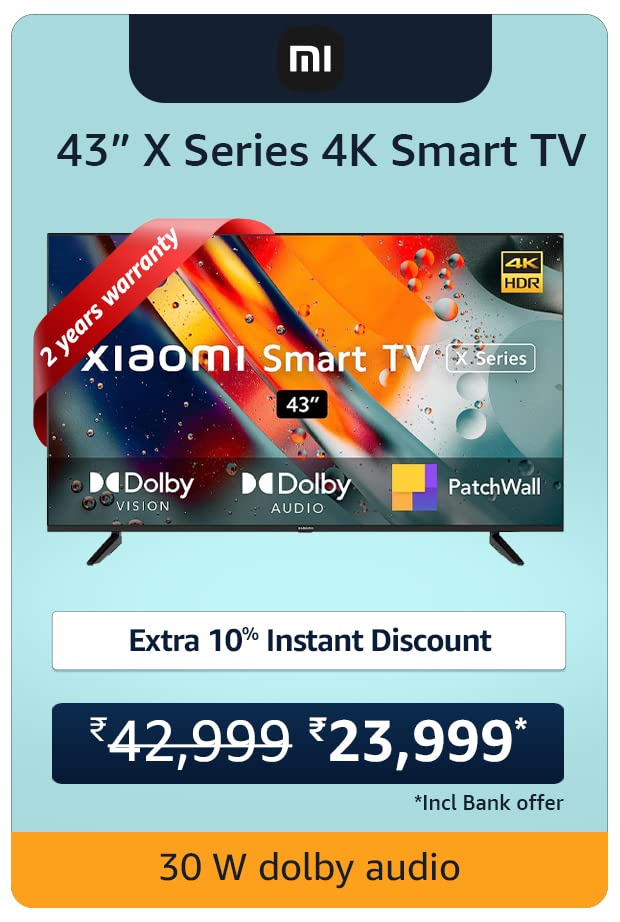 mi
43” X Series 4K Smart TV
2 years warranty
4K
HDR
xiaomi Smart TV X Series
43”
Dolby
VISION
Dolby
AUDIO
PatchWall
Extra 10% Instant Discount
₹42,999 ₹23,999*
*Incl Bank offer
30 W dolby audio